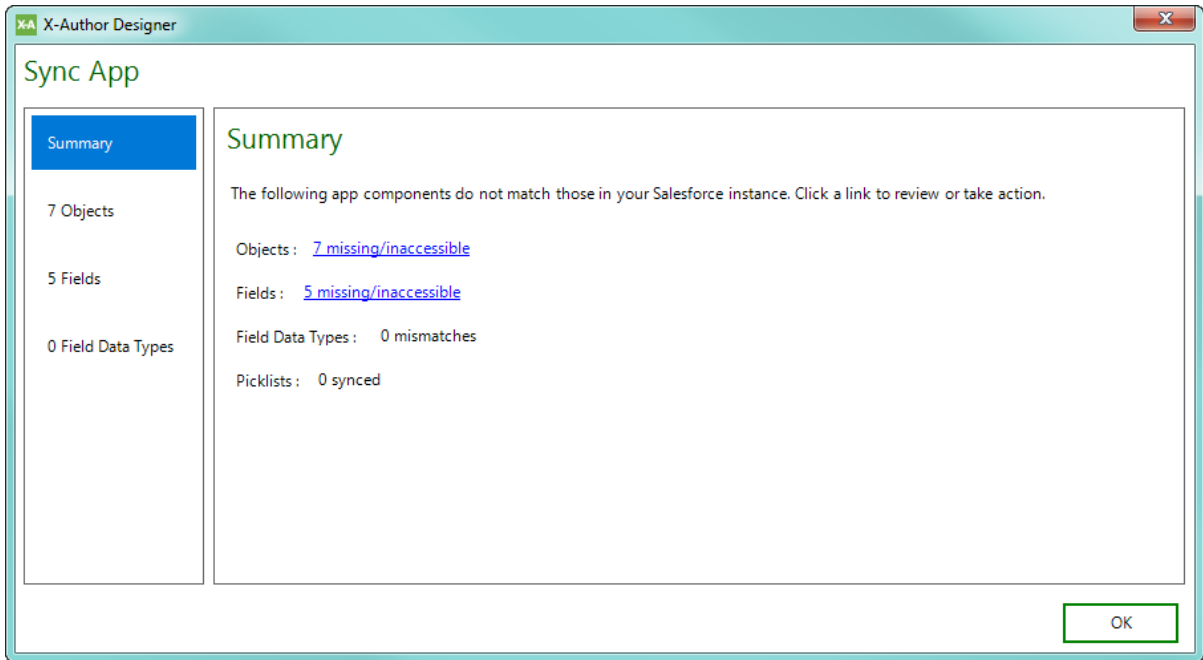 X-A X-Author Designer
x
Sync App
Summary
7 Objects
5 Fields
0 Field Data Types
Summary
The following app components do not match those in your Salesforce instance. Click a link to review or take action.
Objects : 7 missing/inaccessible
Fields : 5 missing/inaccessible
Field Data Types : 0 mismatches
Picklists : 0 synced
OK